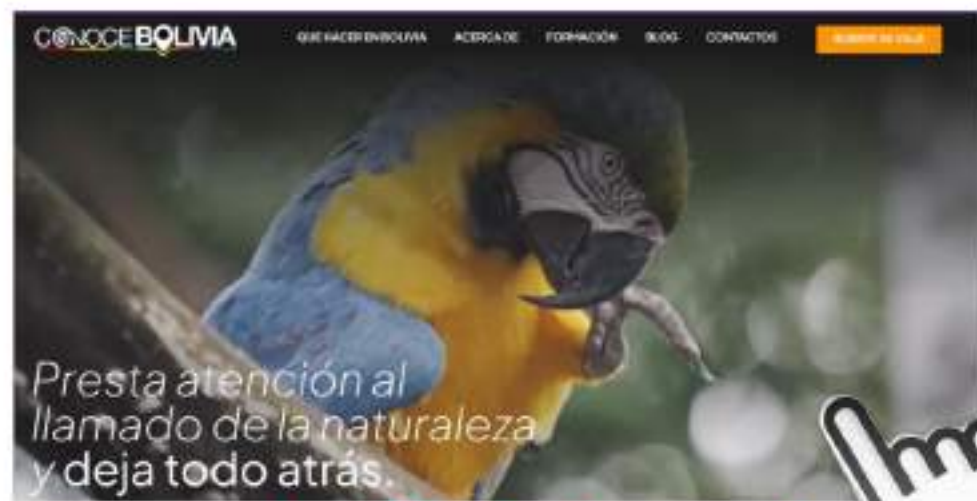 CONOCE BOLIVIA
QUE HACER EN BOLIVIA ACERCA DE FORMACIÓN BLOG CONTACTOS
Presta atención al
llamado de la naturaleza
y deja todo atrás.